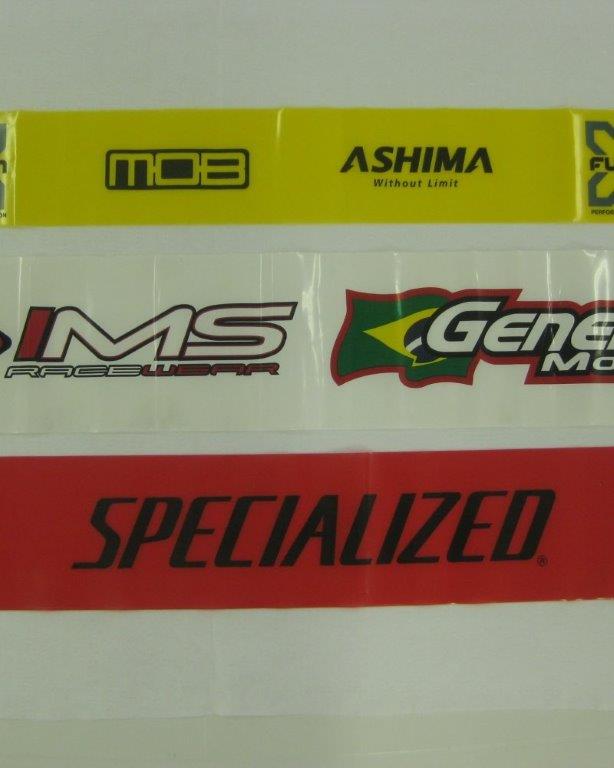 MOB
ASHIMA
Without Limit
IMS
RACEWEAR
SPECIALIZED®